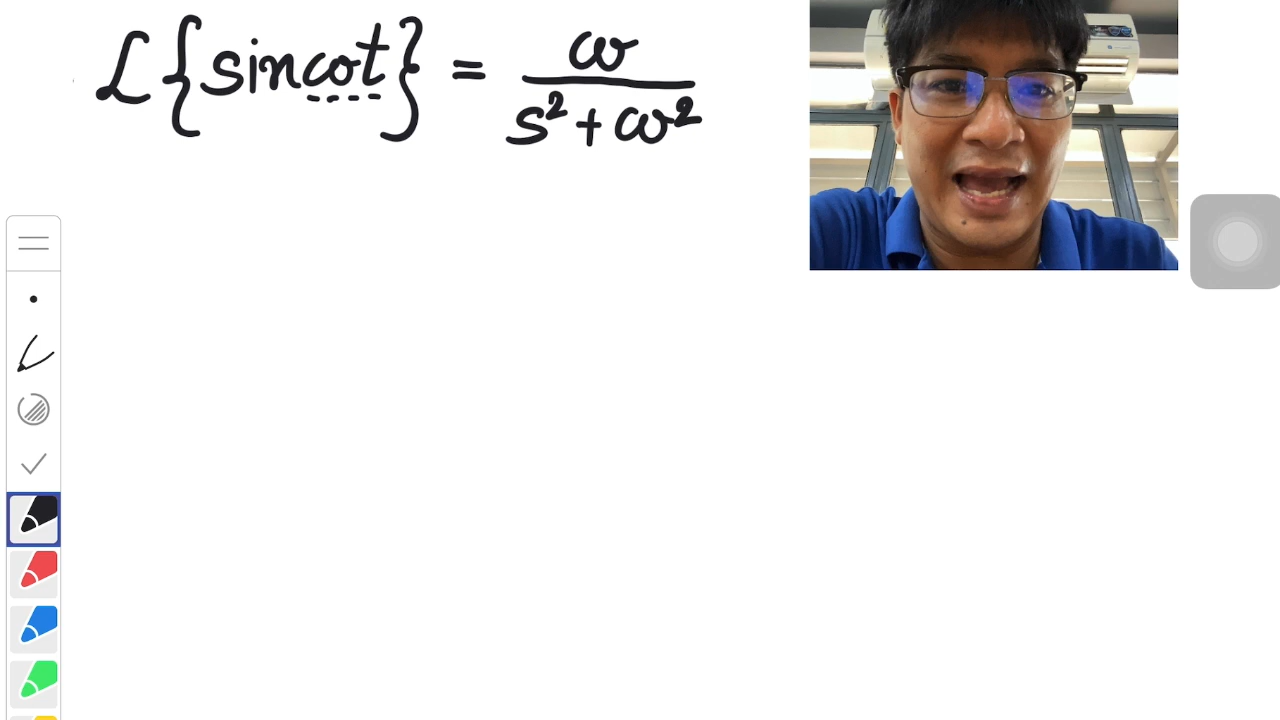 ℒ{sinωt} = ω / (s² + ω²)